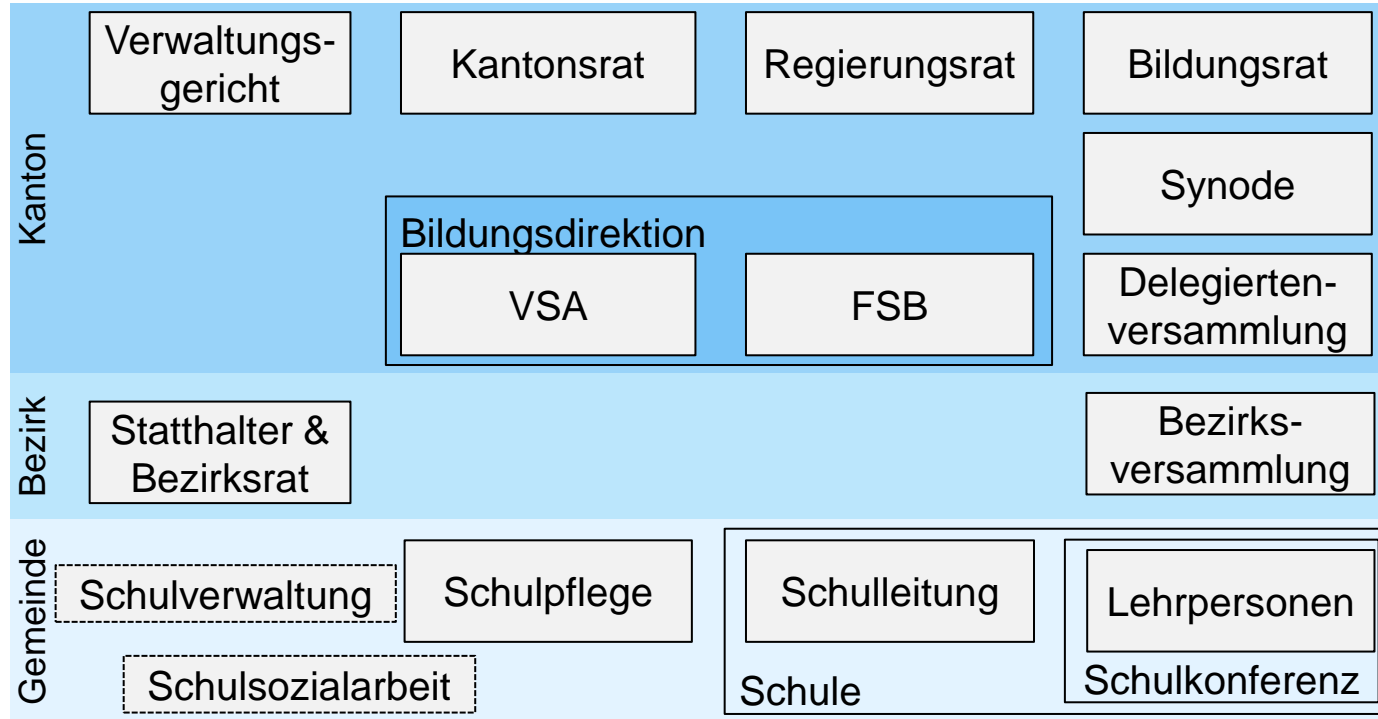 Kanton
Verwaltungs-
gericht
Kantonsrat
Regierungsrat
Bildungsrat
Synode
Bildungsdirektion
VSA
FSB
Delegierten-
versammlung
Bezirk
Statthalter &
Bezirksrat
Bezirks-
versammlung
Gemeinde
Schulverwaltung
Schulpflege
Schulleitung
Lehrpersonen
Schulsozialarbeit
Schule
Schulkonferenz